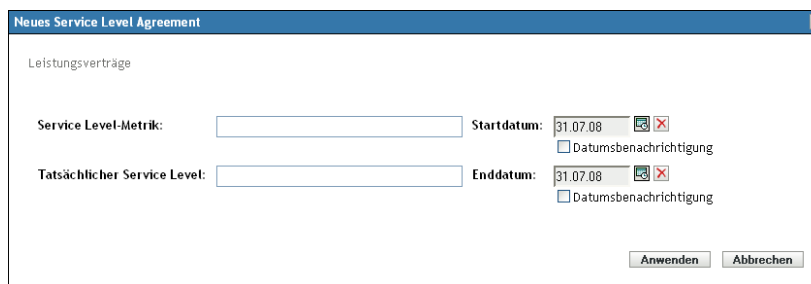 Neues Service Level Agreement
Leistungsverträge
Service Level-Metrik: Startdatum: 31.07.08
Datumsbenachrichtigung
Tatsächlicher Service Level: Enddatum: 31.07.08
Datumsbenachrichtigung
Anwenden Abbrechen